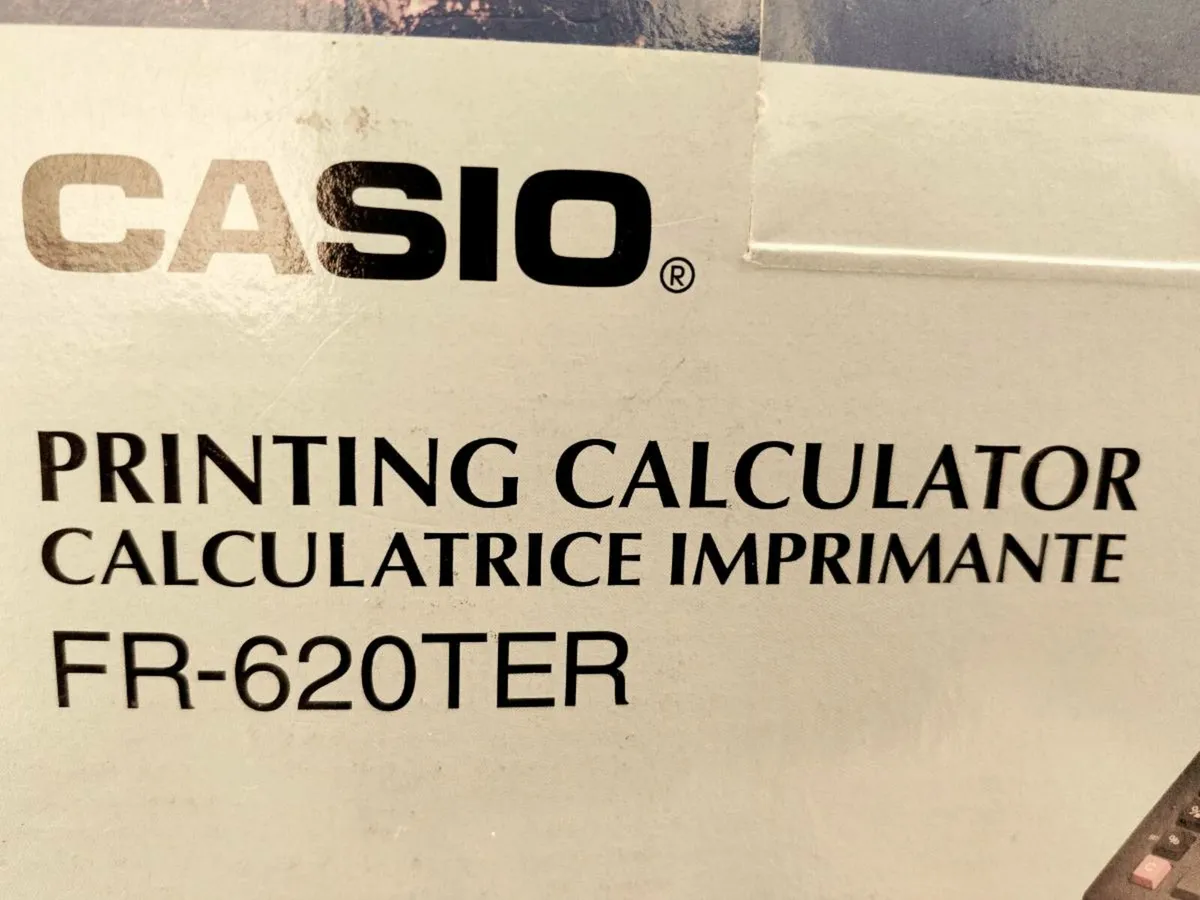 CASIO®
PRINTING CALCULATOR
CALCULATRICE IMPRIMANTE
FR-620TER